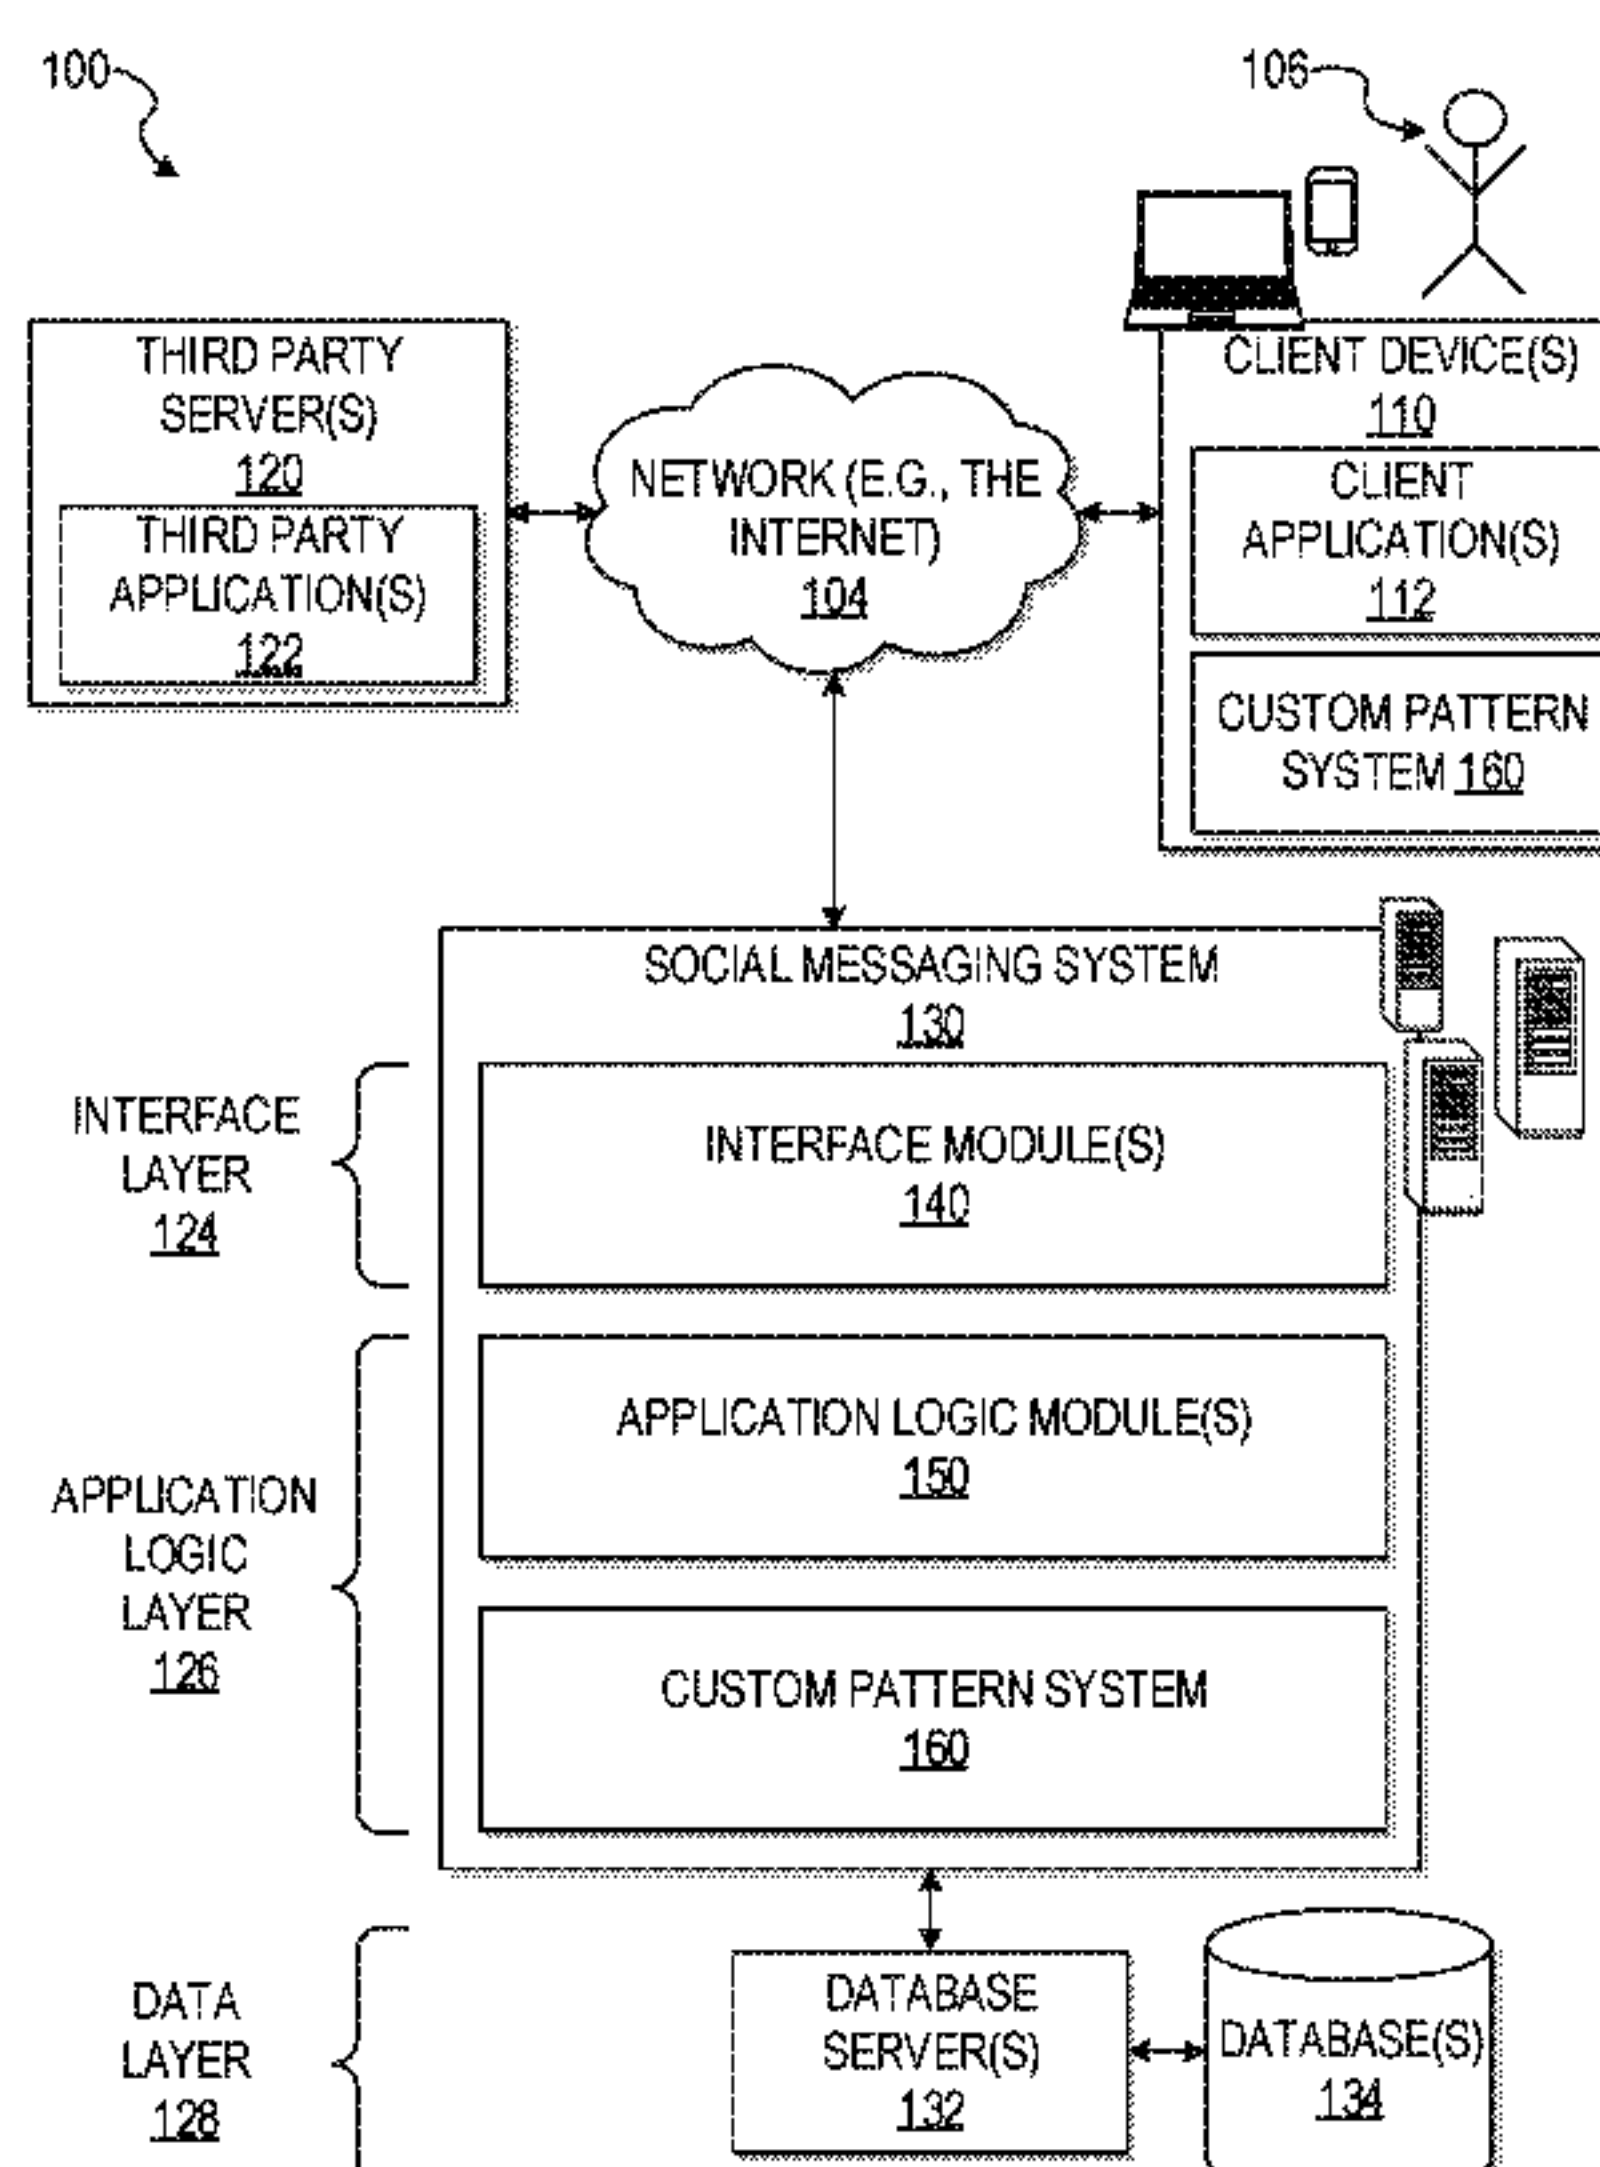 100
106
THIRD PARTY
SERVER(S)
120
THIRD PARTY
APPLICATION(S)
122
NETWORK (E.G., THE
INTERNET)
104
CLIENT DEVICE(S)
110
CLIENT
APPLICATION(S)
112
CUSTOM PATTERN
SYSTEM 160
SOCIAL MESSAGING SYSTEM
130
INTERFACE
LAYER
124
INTERFACE MODULE(S)
140
APPLICATION
LOGIC
LAYER
126
APPLICATION LOGIC MODULE(S)
150
CUSTOM PATTERN SYSTEM
160
DATA
LAYER
128
DATABASE
SERVER(S)
132
DATABASE(S)
134